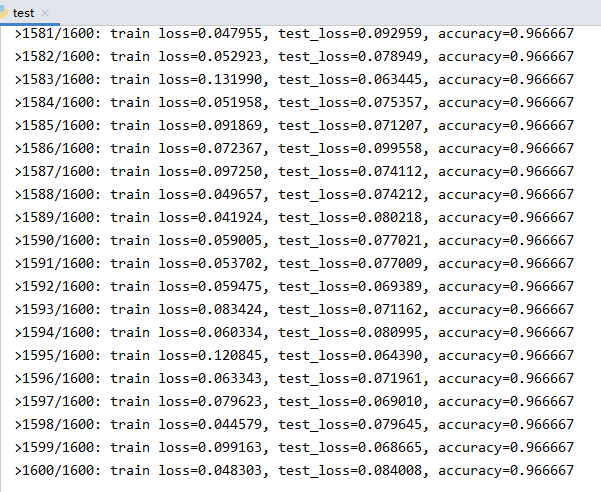 test
>1581/1600: train loss=0.047955, test_loss=0.092959, accuracy=0.966667
>1582/1600: train loss=0.052923, test_loss=0.078949, accuracy=0.966667
>1583/1600: train loss=0.131990, test_loss=0.063445, accuracy=0.966667
>1584/1600: train loss=0.051958, test_loss=0.075357, accuracy=0.966667
>1585/1600: train loss=0.091869, test_loss=0.071207, accuracy=0.966667
>1586/1600: train loss=0.072367, test_loss=0.099558, accuracy=0.966667
>1587/1600: train loss=0.097250, test_loss=0.074112, accuracy=0.966667
>1588/1600: train loss=0.049657, test_loss=0.074212, accuracy=0.966667
>1589/1600: train loss=0.041924, test_loss=0.080218, accuracy=0.966667
>1590/1600: train loss=0.059005, test_loss=0.077021, accuracy=0.966667
>1591/1600: train loss=0.053702, test_loss=0.077009, accuracy=0.966667
>1592/1600: train loss=0.059475, test_loss=0.069389, accuracy=0.966667
>1593/1600: train loss=0.083424, test_loss=0.071162, accuracy=0.966667
>1594/1600: train loss=0.060334, test_loss=0.080995, accuracy=0.966667
>1595/1600: train loss=0.120845, test_loss=0.064390, accuracy=0.966667
>1596/1600: train loss=0.063343, test_loss=0.071961, accuracy=0.966667
>1597/1600: train loss=0.079623, test_loss=0.069010, accuracy=0.966667
>1598/1600: train loss=0.044579, test_loss=0.079645, accuracy=0.966667
>1599/1600: train loss=0.099163, test_loss=0.068665, accuracy=0.966667
>1600/1600: train loss=0.048303, test_loss=0.084008, accuracy=0.966667